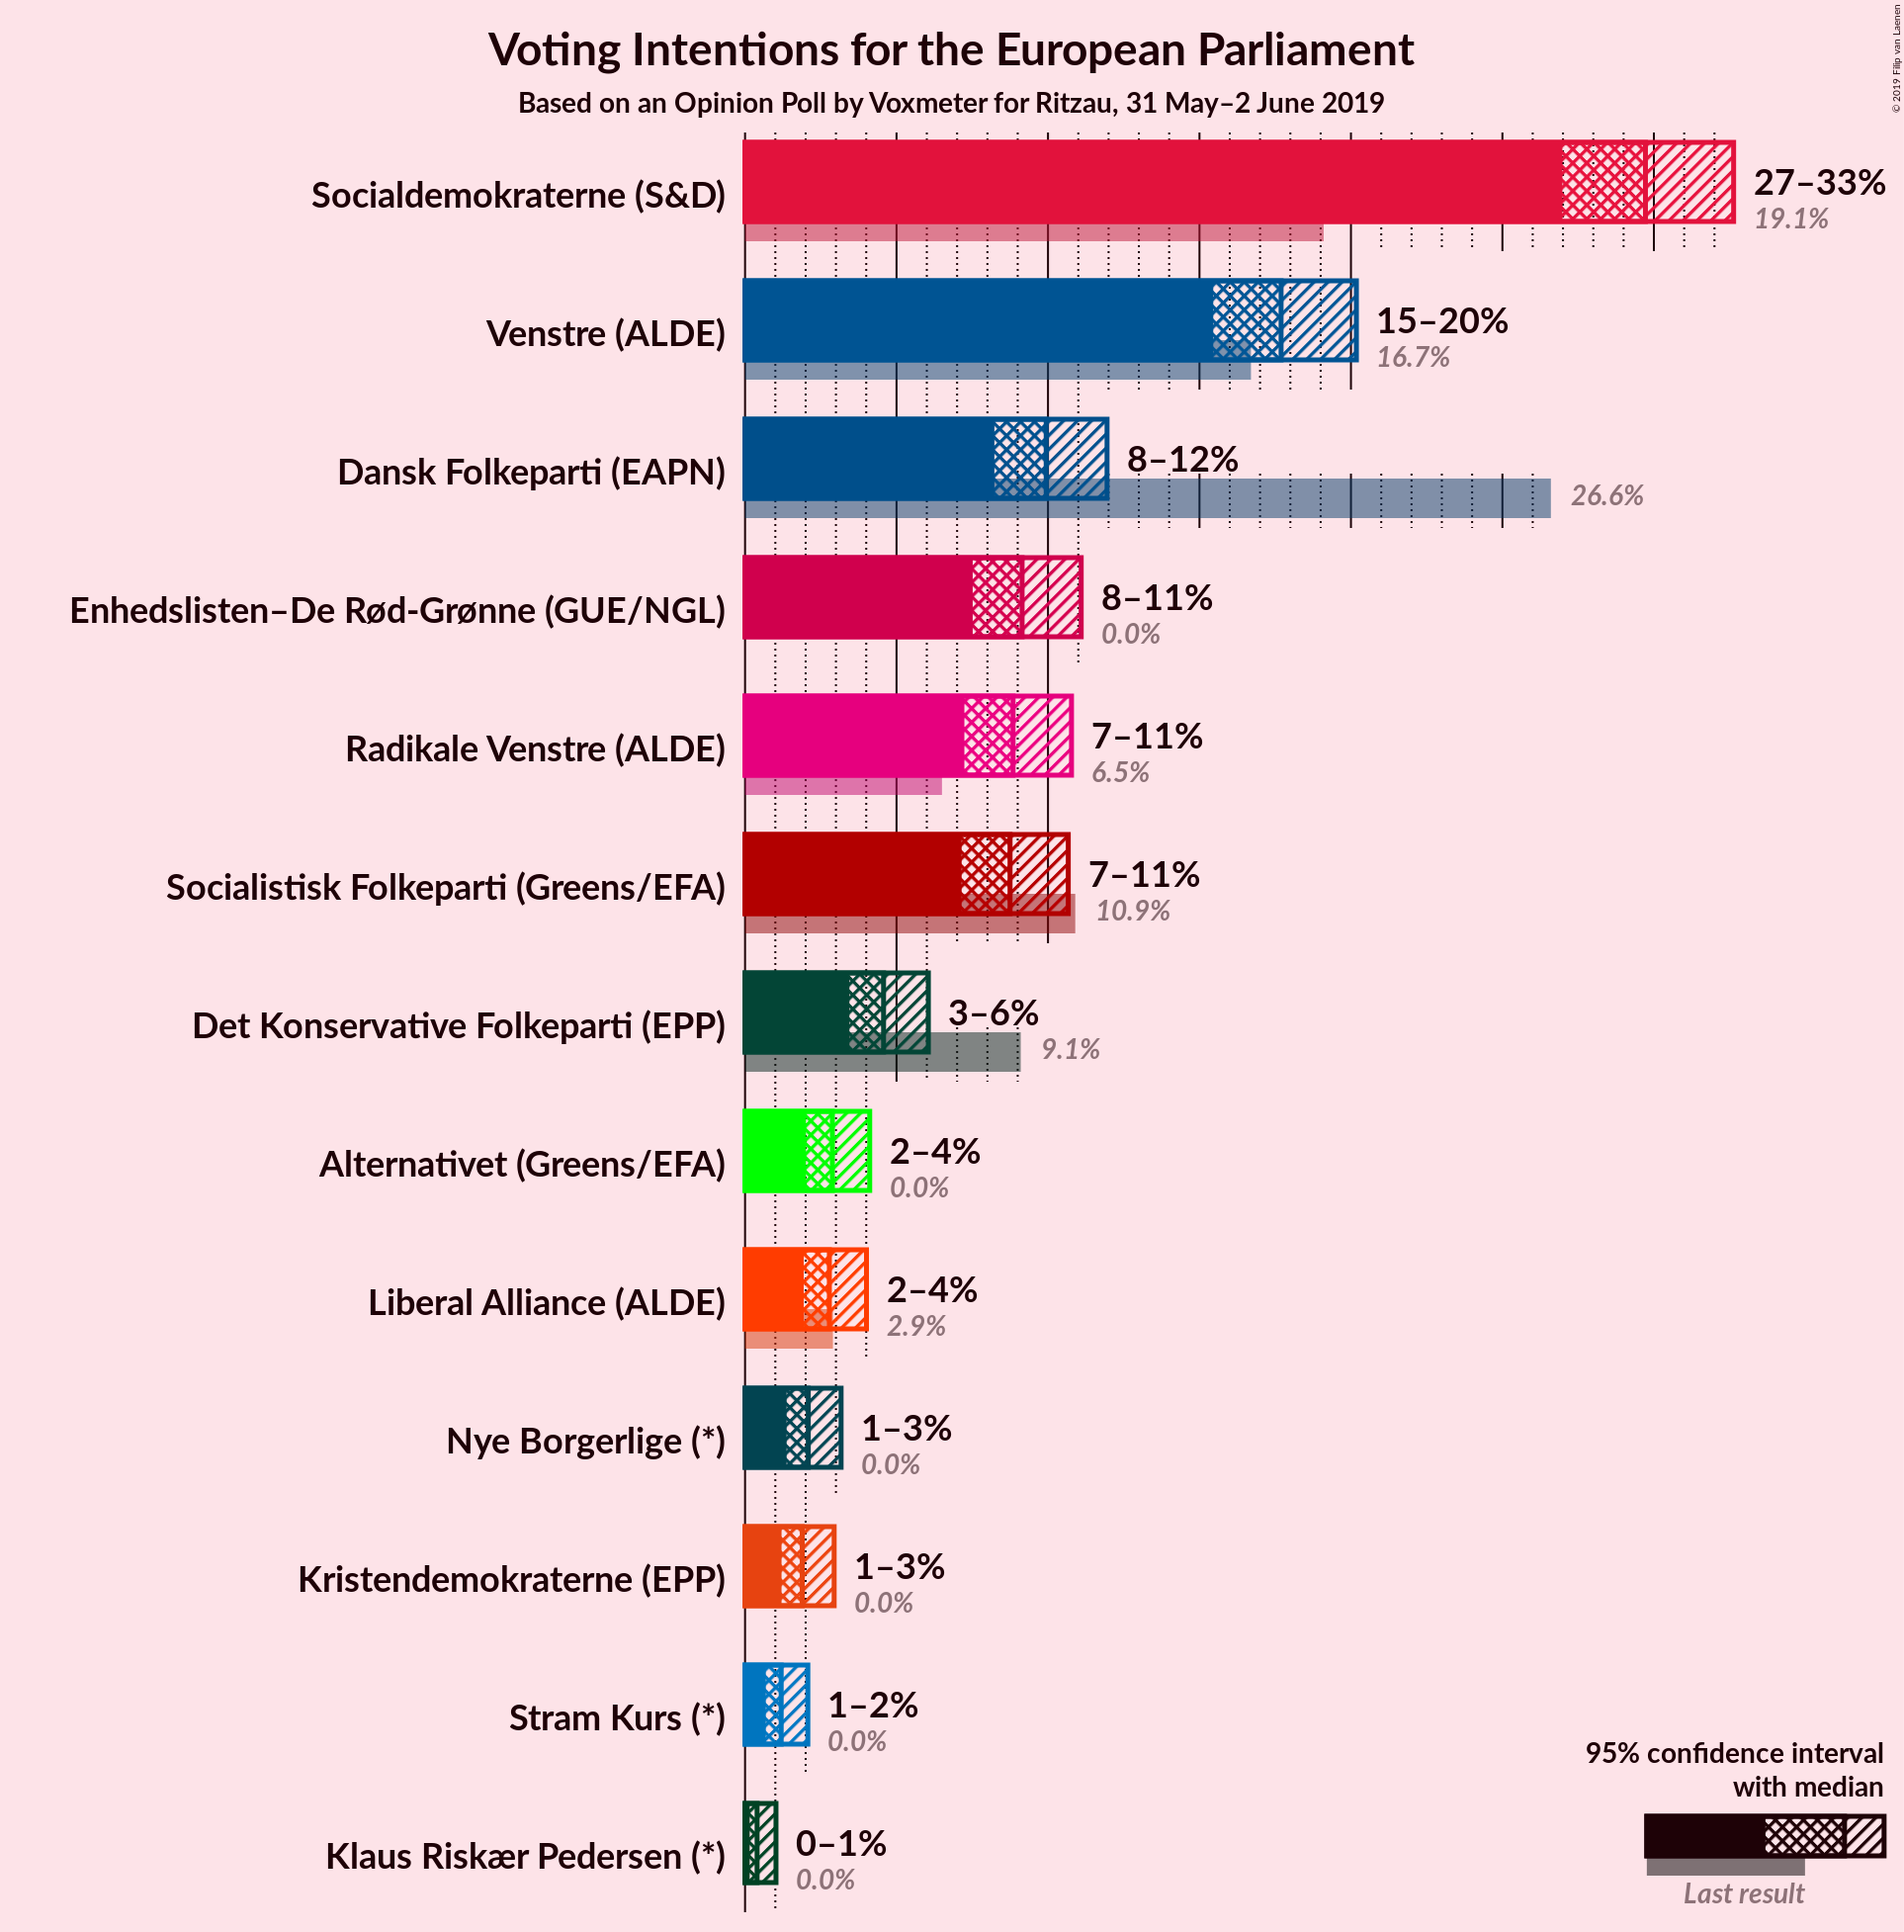 Voting Intentions for the European Parliament
Based on an Opinion Poll by Voxmeter for Ritzau, 31 May–2 June 2019
© 2019 Filip van Laenen
Socialdemokraterne (S&D)
27–33%
19.1%
Venstre (ALDE)
15–20%
16.7%
Dansk Folkeparti (EAPN)
8–12%
26.6%
Enhedslisten–De Rød-Grønne (GUE/NGL)
8–11%
0.0%
Radikale Venstre (ALDE)
7–11%
6.5%
Socialistisk Folkeparti (Greens/EFA)
7–11%
10.9%
Det Konservative Folkeparti (EPP)
3–6%
9.1%
Alternativet (Greens/EFA)
2–4%
0.0%
Liberal Alliance (ALDE)
2–4%
2.9%
Nye Borgerlige (*)
1–3%
0.0%
Kristendemokraterne (EPP)
1–3%
0.0%
Stram Kurs (*)
1–2%
0.0%
Klaus Riskær Pedersen (*)
0–1%
0.0%
95% confidence interval
with median
Last result